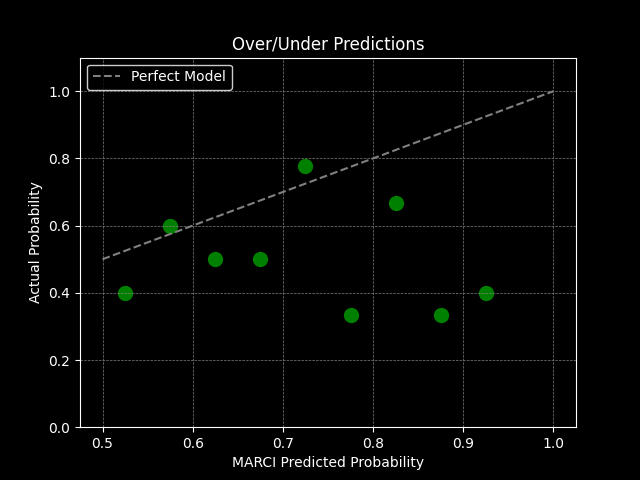 Over/Under Predictions
Perfect Model
1.0
0.8
0.6
0.4
0.2
0.0
Actual Probability
0.5 0.6 0.7 0.8 0.9 1.0
MARCI Predicted Probability